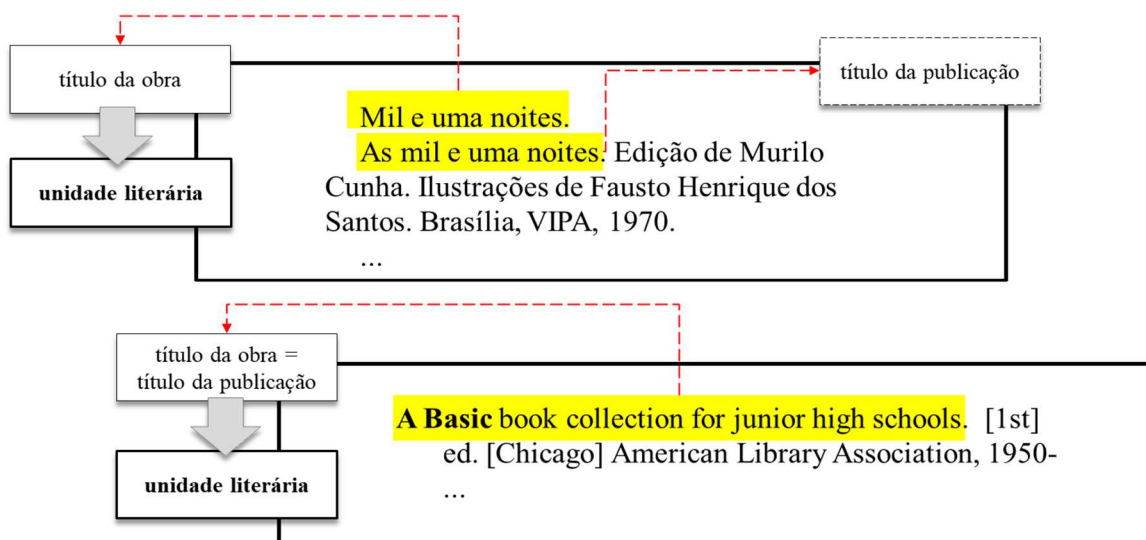 título da obra
título da publicação
unidade literária
Mil e uma noites.
As mil e uma noites. Edição de Murilo
Cunha. Ilustrações de Fausto Henrique dos
Santos. Brasília, VIPA, 1970.
...
título da obra =
título da publicação
unidade literária
A Basic book collection for junior high schools. [1st]
ed. [Chicago] American Library Association, 1950-
...